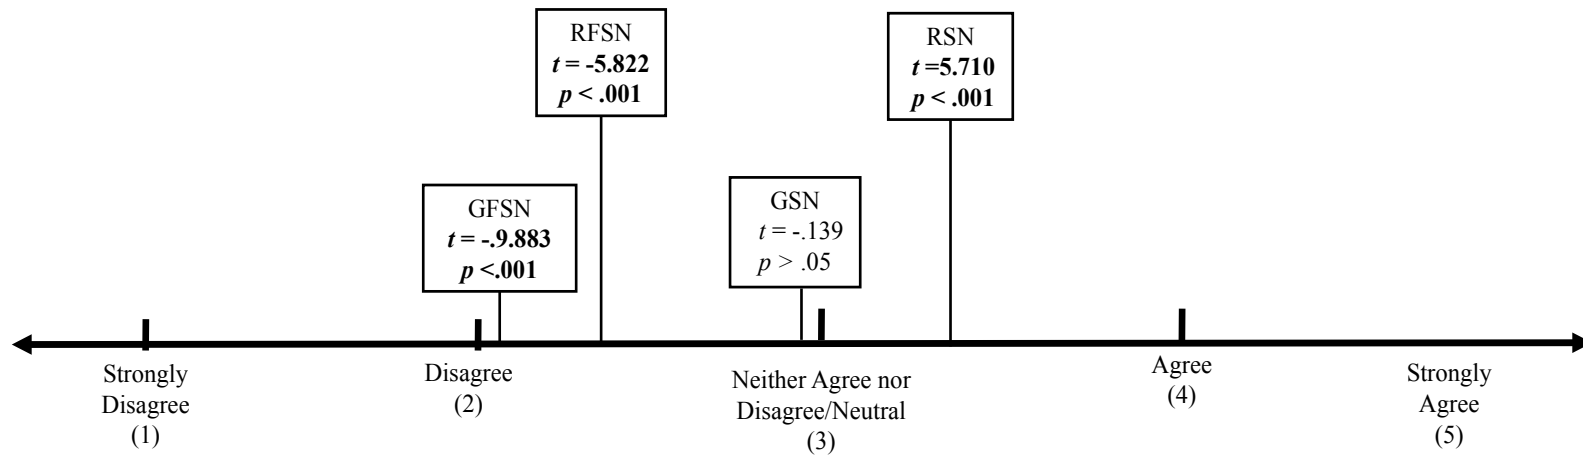 RFSN
t = -5.822
p < .001
RSN
t =5.710
p < .001
GFSN
t = -.9.883
p <.001
GSN
t = -.139
p > .05
Strongly
Disagree
(1)
Disagree
(2)
Neither Agree nor
Disagree/Neutral
(3)
Agree
(4)
Strongly
Agree
(5)